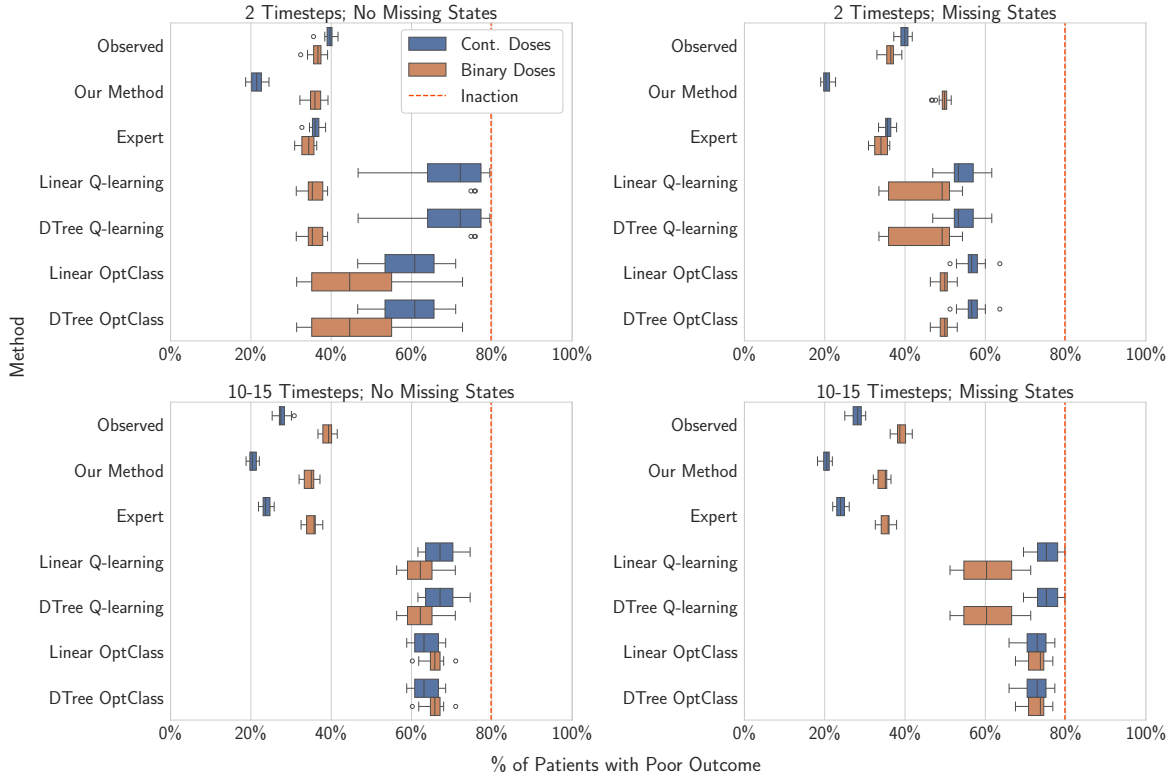 2 Timesteps; No Missing States
Observed
Our Method
Expert
Linear Q-learning
DTree Q-learning
Linear OptClass
DTree OptClass
Cont. Doses
Binary Doses
Inaction
0% 20% 40% 60% 80% 100%
2 Timesteps; Missing States
Observed
Our Method
Expert
Linear Q-learning
DTree Q-learning
Linear OptClass
DTree OptClass
0% 20% 40% 60% 80% 100%
Method
10-15 Timesteps; No Missing States
Observed
Our Method
Expert
Linear Q-learning
DTree Q-learning
Linear OptClass
DTree OptClass
0% 20% 40% 60% 80% 100%
10-15 Timesteps; Missing States
Observed
Our Method
Expert
Linear Q-learning
DTree Q-learning
Linear OptClass
DTree OptClass
0% 20% 40% 60% 80% 100%
% of Patients with Poor Outcome